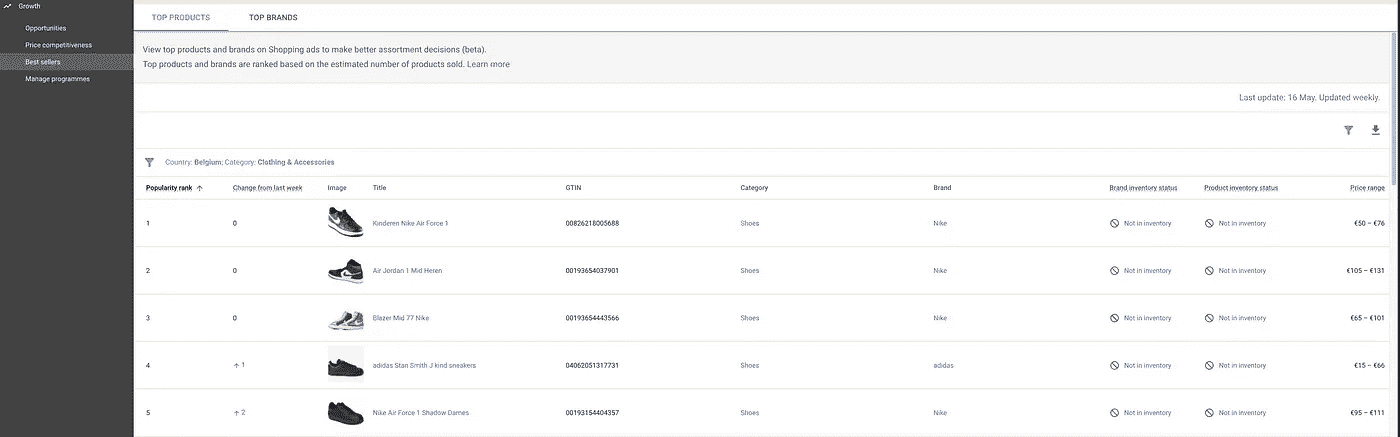 Growth
Opportunities
Price competitiveness
Best sellers
Manage programmes
TOP PRODUCTS TOP BRANDS
View top products and brands on Shopping ads to make better assortment decisions (beta).
Top products and brands are ranked based on the estimated number of products sold. Learn more
Last update: 16 May, Updated weekly.
Country: Belgium; Category: Clothing & Accessories
Popularity rank ↑ Change from last week Image Title GTIN Category Brand Brand inventory status Product inventory status Price range
1 0 Kinderen Nike Air Force 1 00826218005688 Shoes Nike Not in inventory Not in inventory €50 – €76
2 0 Air Jordan 1 Mid Heren 00193654037901 Shoes Nike Not in inventory Not in inventory €105 – €131
3 0 Blazer Mid 77 Nike 00193654443566 Shoes Nike Not in inventory Not in inventory €65 – €101
4 ↑ 1 adidas Stan Smith J kind sneakers 04062051317731 Shoes adidas Not in inventory Not in inventory €15 – €66
5 ↑ 2 Nike Air Force 1 Shadow Dames 00193154404357 Shoes Nike Not in inventory Not in inventory €95 – €111